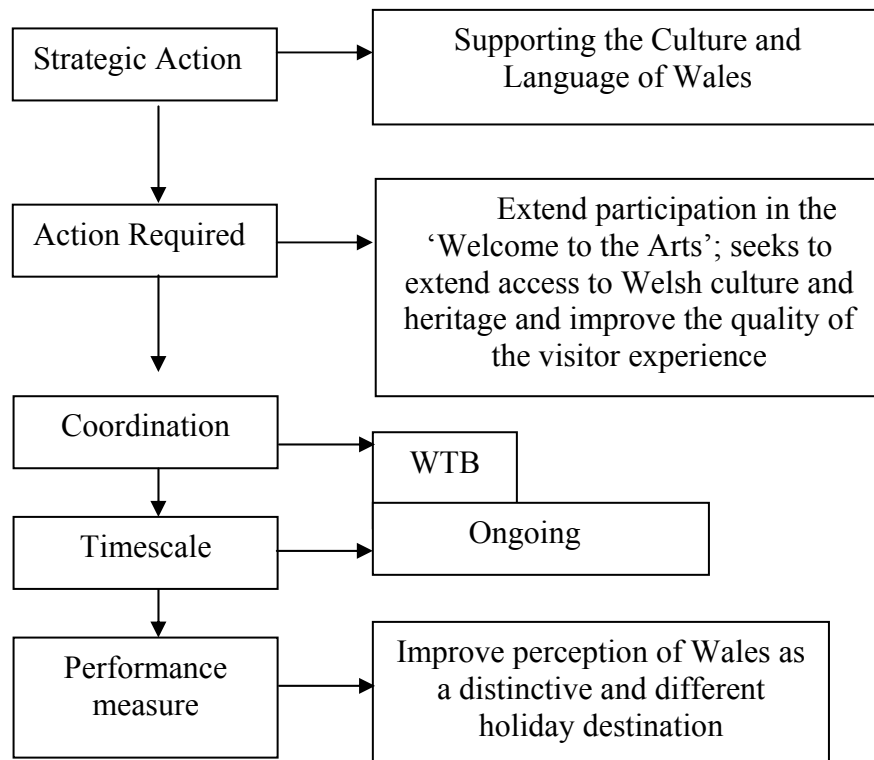 Strategic Action
Supporting the Culture and
Language of Wales
Action Required
Extend participation in the
‘Welcome to the Arts’; seeks to
extend access to Welsh culture and
heritage and improve the quality of
the visitor experience
Coordination
WTB
Timescale
Ongoing
Performance
measure
Improve perception of Wales as
a distinctive and different
holiday destination